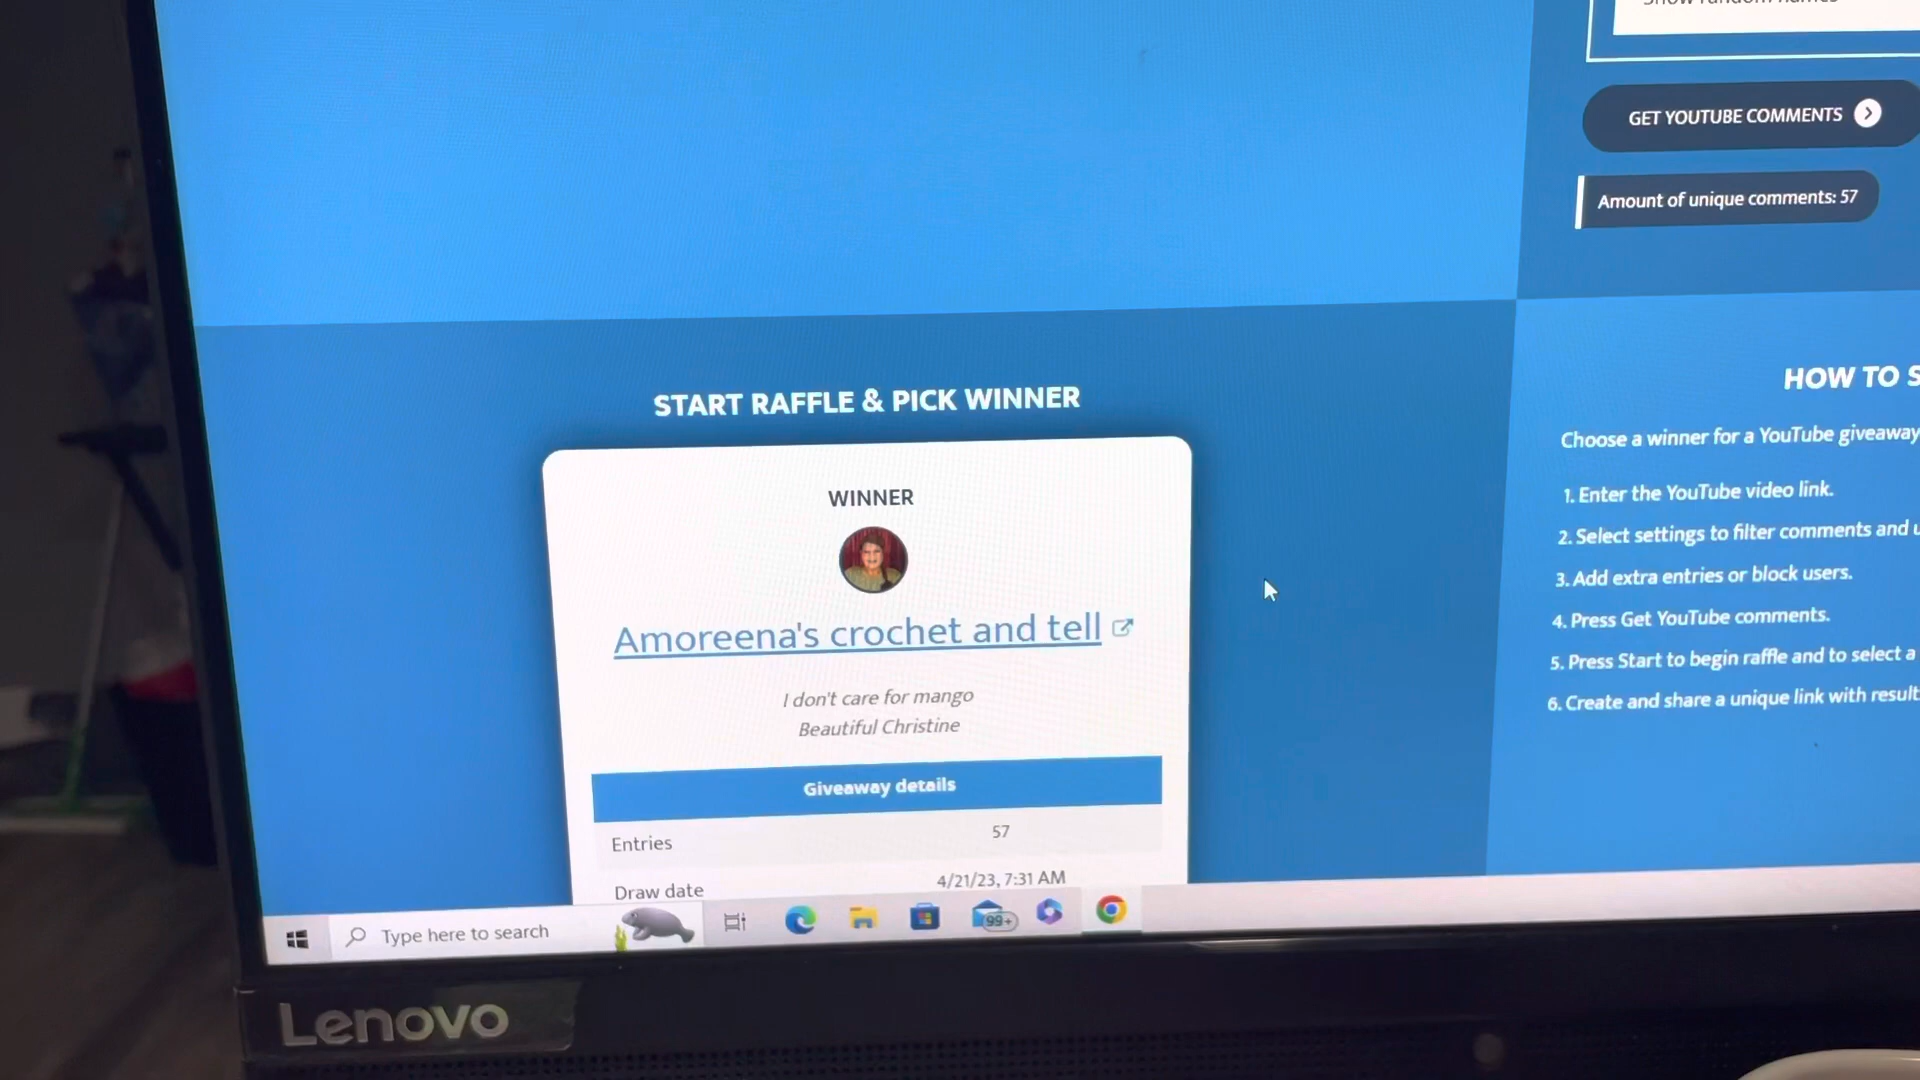 GET YOUTUBE COMMENTS
Amount of unique comments: 57
START RAFFLE & PICK WINNER
WINNER
Amoreena's crochet and tell
I don't care for mango
Beautiful Christine
Giveaway details
Entries 57
Draw date 4/21/23, 7:31 AM
HOW TO S
Choose a winner for a YouTube giveaway
1. Enter the YouTube video link.
2. Select settings to filter comments and u
3. Add extra entries or block users.
4. Press Get YouTube comments.
5. Press Start to begin raffle and to select a
6. Create and share a unique link with result
Type here to search
99+
Lenovo